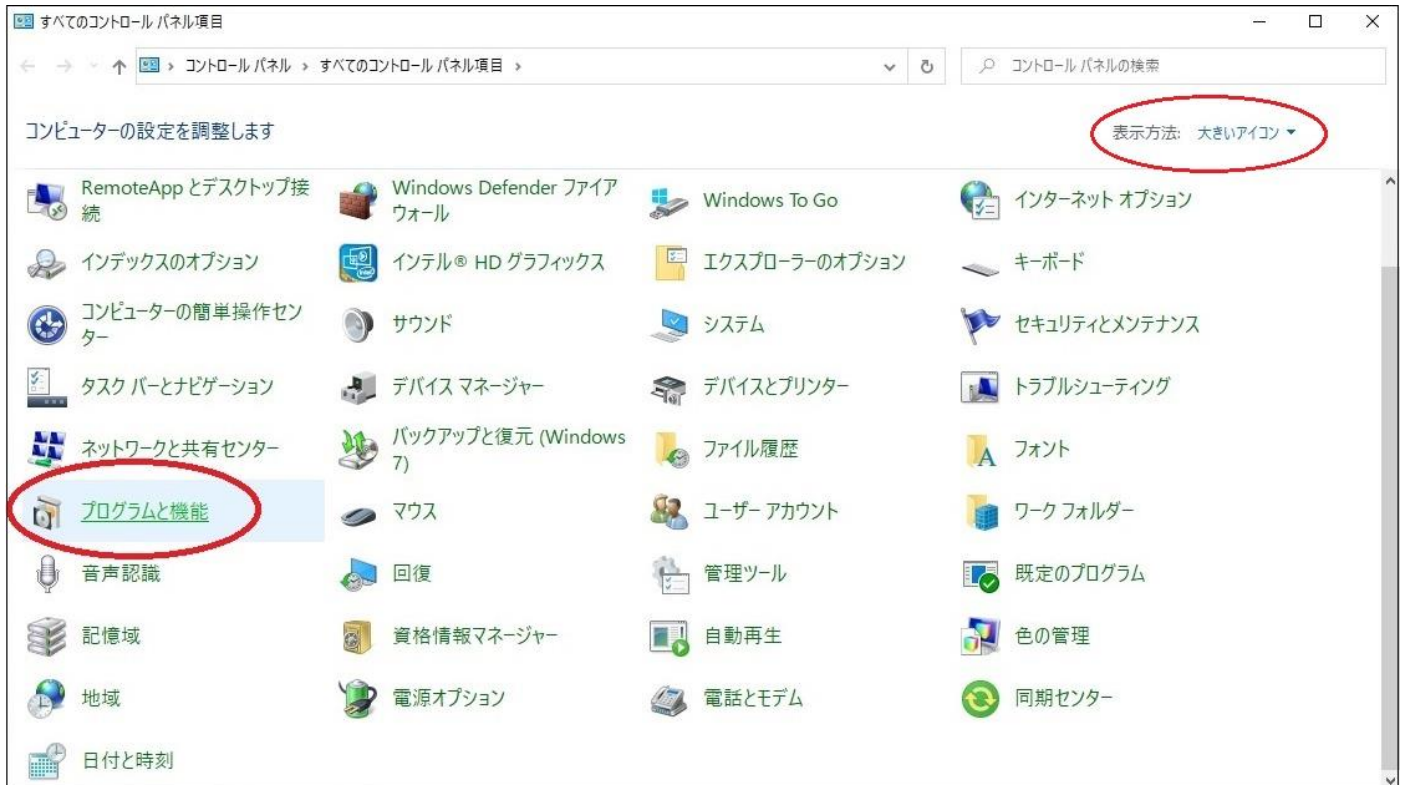 すべてのコントロール パネル項目
コントロール パネル › すべてのコントロール パネル項目 ›
コントロール パネルの検索
コンピューターの設定を調整します
表示方法: 大きいアイコン
RemoteApp とデスクトップ接
続
Windows Defender ファイア
ウォール
Windows To Go
インターネット オプション
インデックスのオプション
インテル® HD グラフィックス
エクスプローラーのオプション
キーボード
コンピューターの簡単操作セン
ター
サウンド
システム
セキュリティとメンテナンス
タスク バーとナビゲーション
デバイス マネージャー
デバイスとプリンター
トラブルシューティング
ネットワークと共有センター
バックアップと復元 (Windows
7)
ファイル履歴
フォント
プログラムと機能
マウス
ユーザー アカウント
ワーク フォルダー
音声認識
回復
管理ツール
既定のプログラム
記憶域
資格情報マネージャー
自動再生
色の管理
地域
電源オプション
電話とモデム
同期センター
日付と時刻